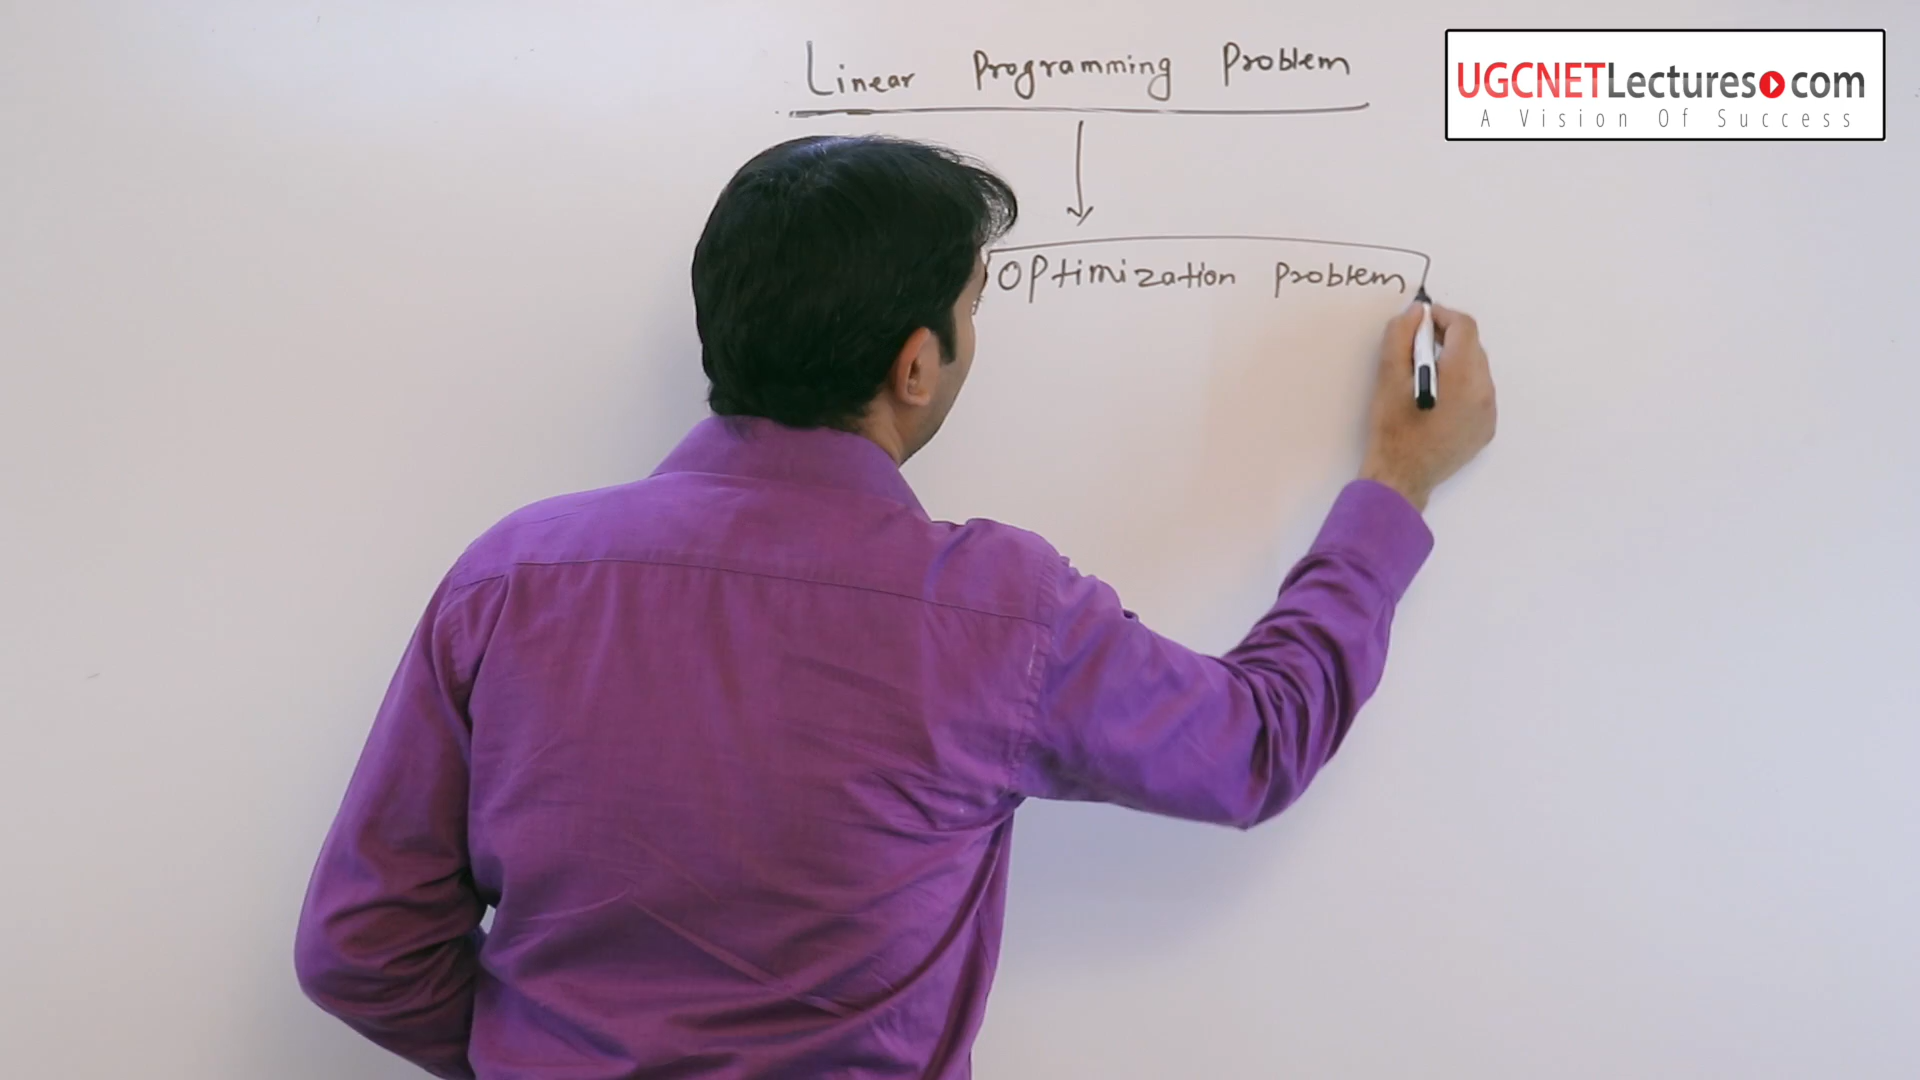 Linear Programming Problem
UGCNETLectures.com
A Vision Of Success
Optimization Problem